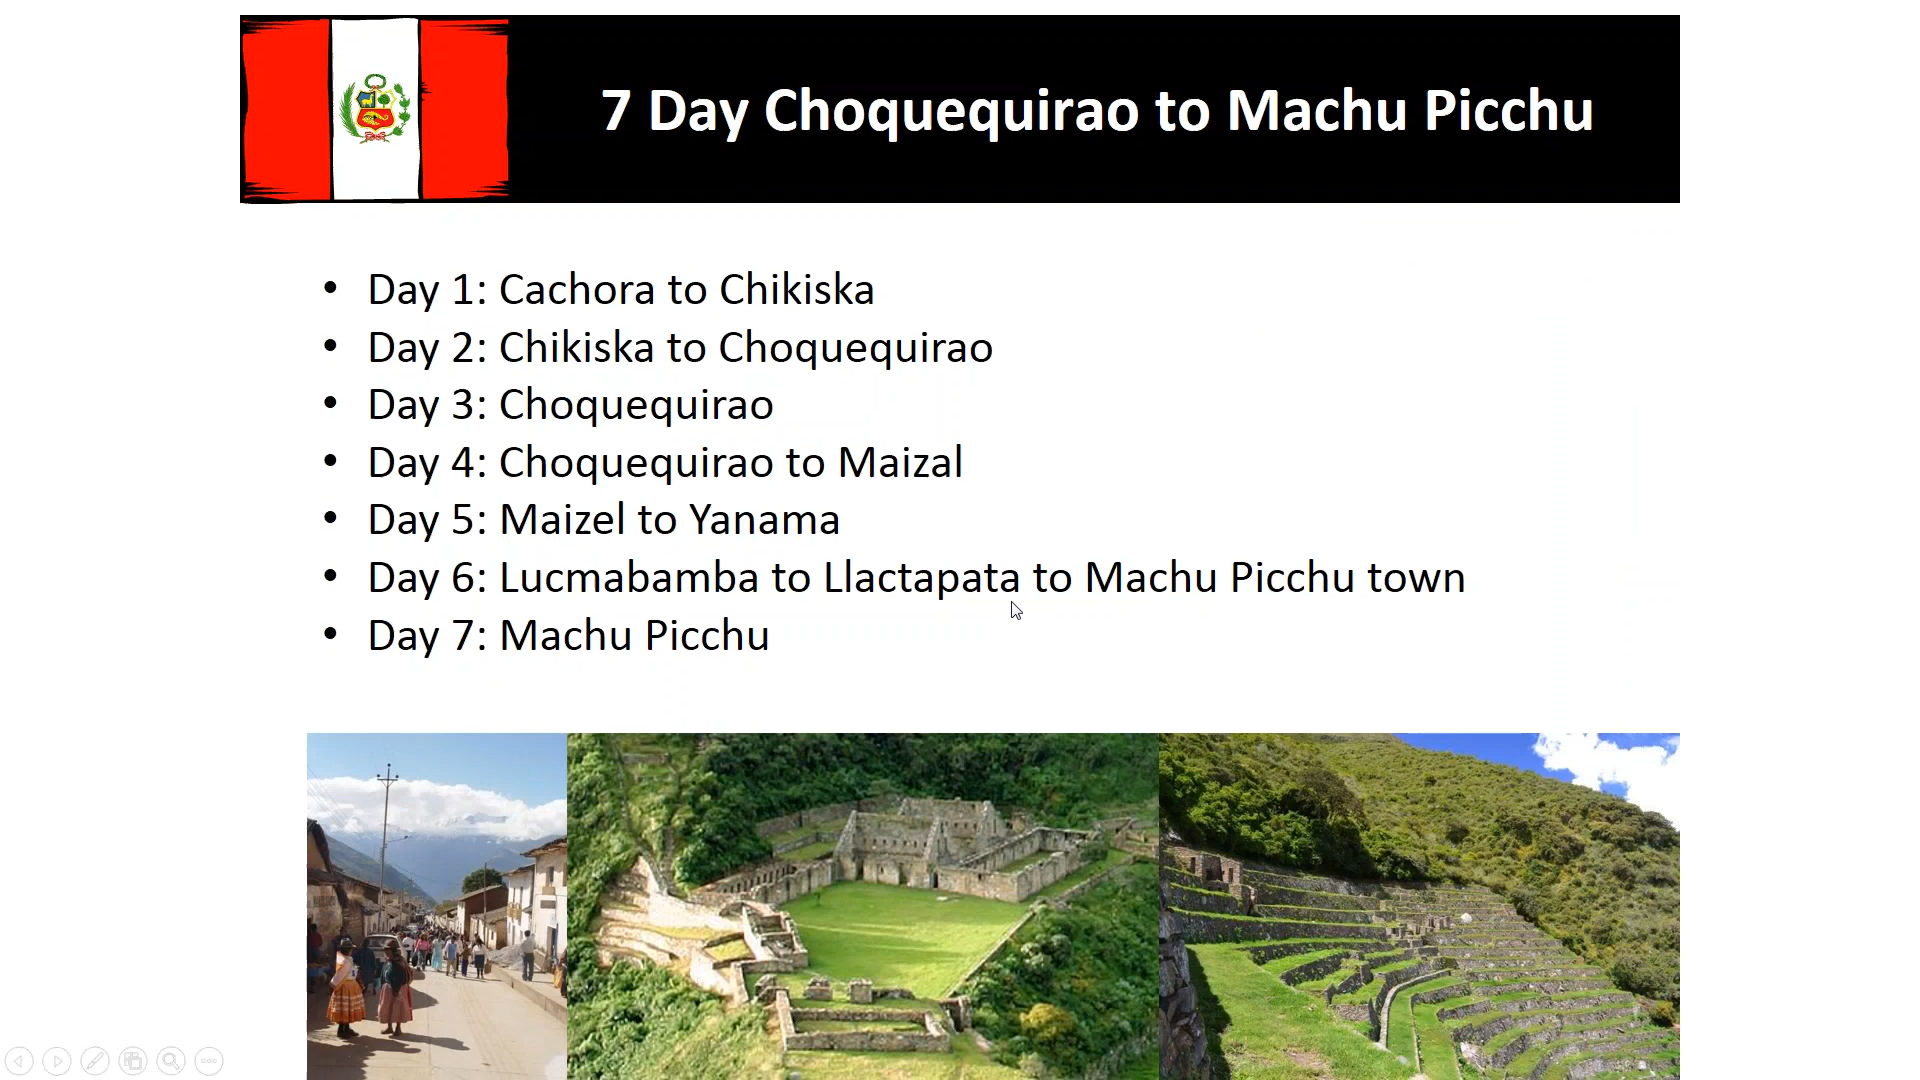 7 Day Choquequirao to Machu Picchu
• Day 1: Cachora to Chikiska
• Day 2: Chikiska to Choquequirao
• Day 3: Choquequirao
• Day 4: Choquequirao to Maizal
• Day 5: Maizel to Yanama
• Day 6: Lucmabamba to Llactapata to Machu Picchu town
• Day 7: Machu Picchu